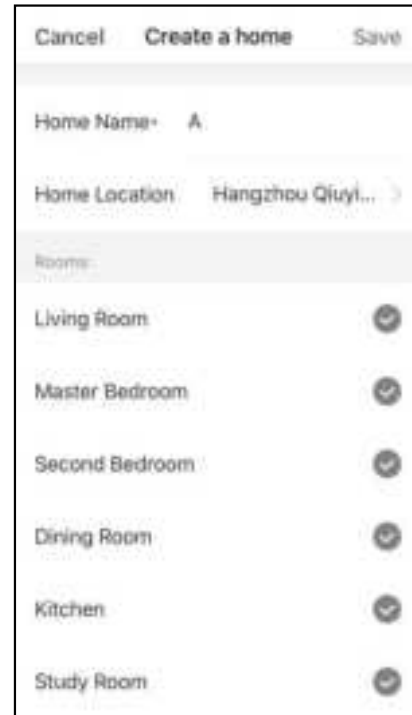 Cancel Create a home Save
Home Name* A
Home Location Hangzhou Qiuyi... >
Rooms
Living Room
Master Bedroom
Second Bedroom
Dining Room
Kitchen
Study Room